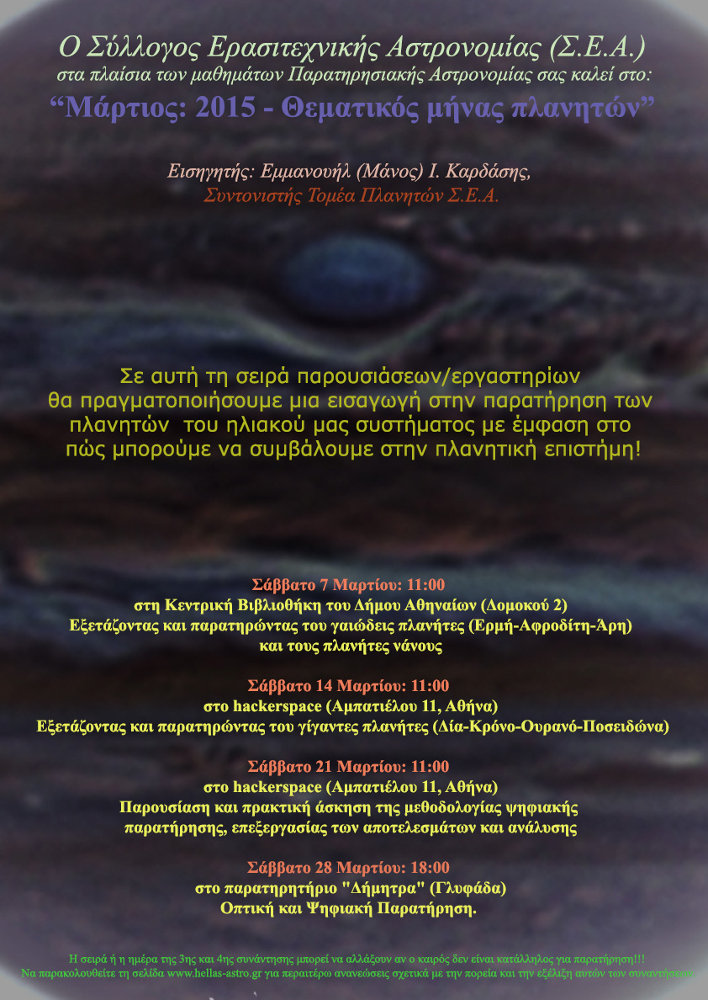 Ο Σύλλογος Ερασιτεχνικής Αστρονομίας (Σ.Ε.Α.)
στα πλαίσια των μαθημάτων Παρατηρησιακής Αστρονομίας σας καλεί στο:
“Μάρτιος: 2015 - Θεματικός μήνας πλανητών”
Εισηγητής: Εμμανουήλ (Μάνος) Ι. Καρδάσης,
Συντονιστής Τομέα Πλανητών Σ.Ε.Α.
Σε αυτή τη σειρά παρουσιάσεων/εργαστηρίων
θα πραγματοποιήσουμε μια εισαγωγή στην παρατήρηση των
πλανητών του ηλιακού μας συστήματος με έμφαση στο
πώς μπορούμε να συμβάλουμε στην πλανητική επιστήμη!
Σάββατο 7 Μαρτίου: 11:00
στη Κεντρική Βιβλιοθήκη του Δήμου Αθηναίων (Δομοκού 2)
Εξετάζοντας και παρατηρώντας του γαιώδεις πλανήτες (Ερμή-Αφροδίτη-Άρη)
και τους πλανήτες νάνους
Σάββατο 14 Μαρτίου: 11:00
στο hackerspace (Αμπατιέλου 11, Αθήνα)
Εξετάζοντας και παρατηρώντας του γίγαντες πλανήτες (Δία-Κρόνο-Ουρανό-Ποσειδώνα)
Σάββατο 21 Μαρτίου: 11:00
στο hackerspace (Αμπατιέλου 11, Αθήνα)
Παρουσίαση και πρακτική άσκηση της μεθοδολογίας ψηφιακής
παρατήρησης, επεξεργασίας των αποτελεσμάτων και ανάλυσης
Σάββατο 28 Μαρτίου: 18:00
στο παρατηρητήριο "Δήμητρα" (Γλυφάδα)
Οπτική και Ψηφιακή Παρατήρηση.
Η σειρά ή η ημέρα της 3ης και 4ης συνάντησης μπορεί να αλλάξουν αν ο καιρός δεν είναι κατάλληλος για παρατήρηση!!!
Να παρακολουθείτε τη σελίδα www.hellas-astro.gr για περαιτέρω ανανεώσεις σχετικά με την πορεία και την εξέλιξη αυτών των συναντήσεων.